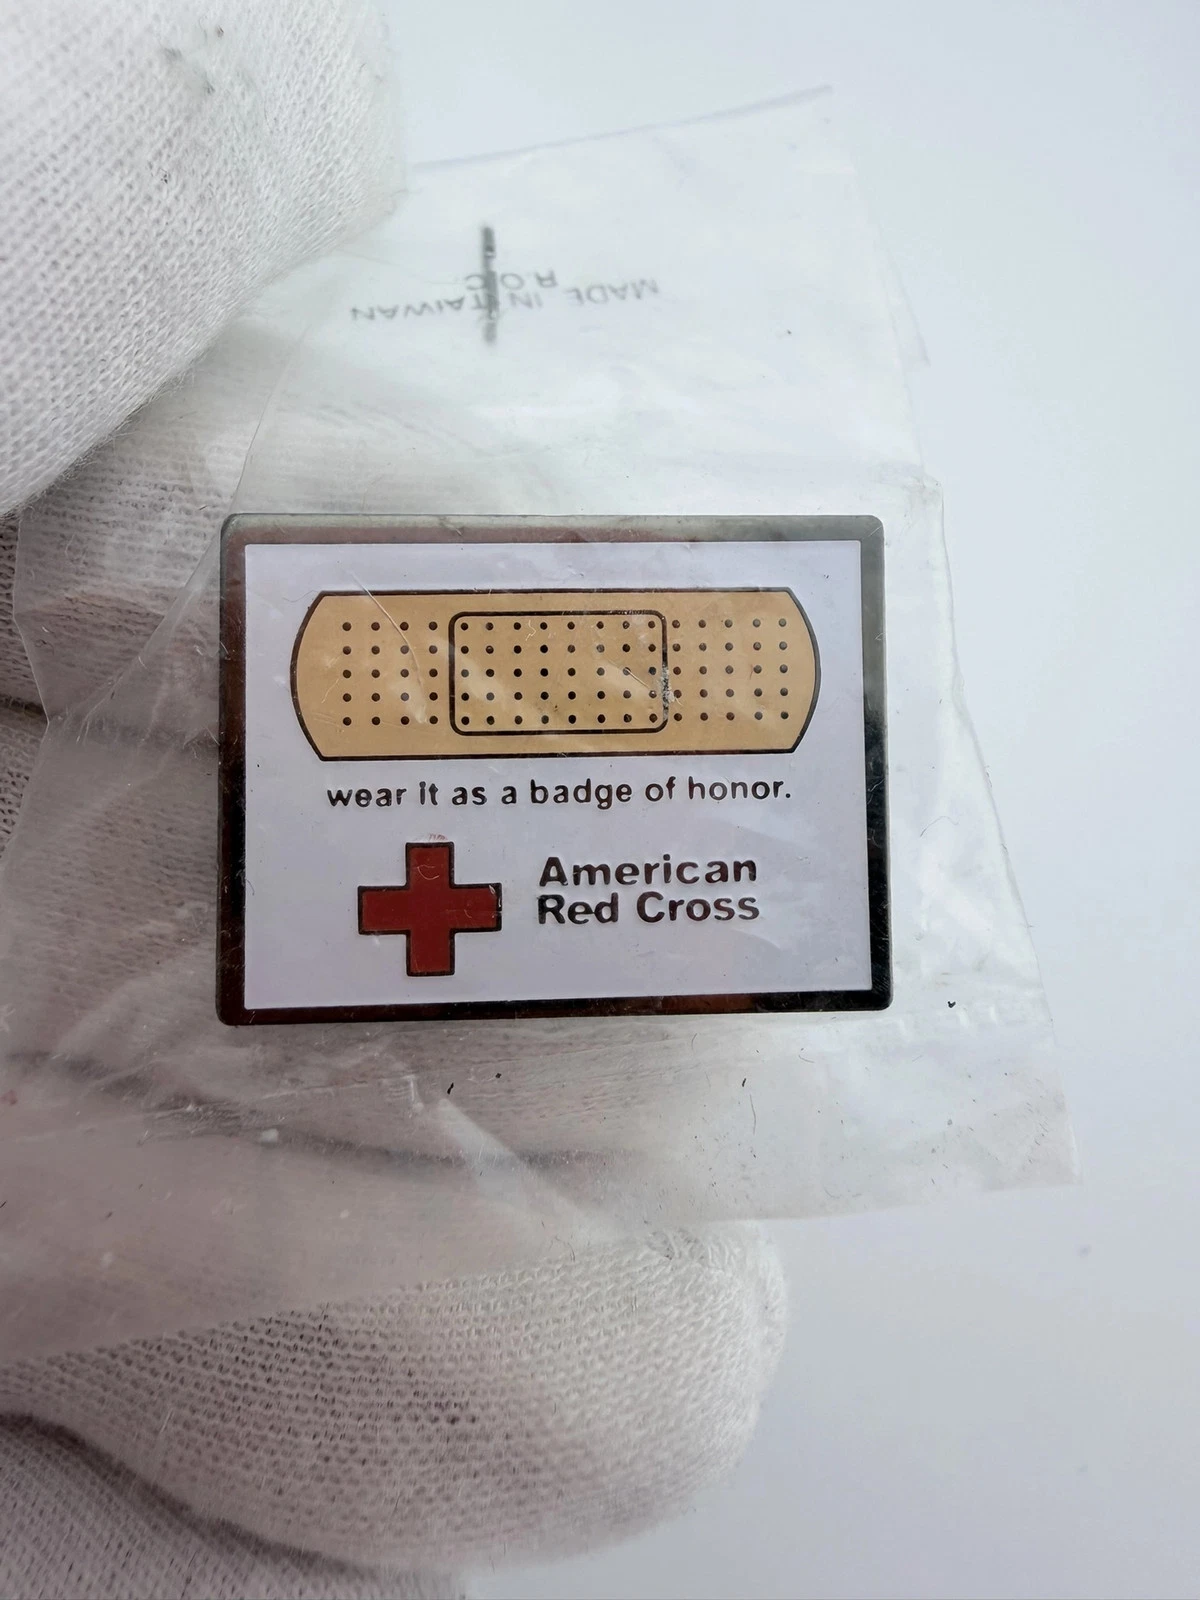 MADE IN TAIWAN
R.O.C.
wear it as a badge of honor.
American
Red Cross